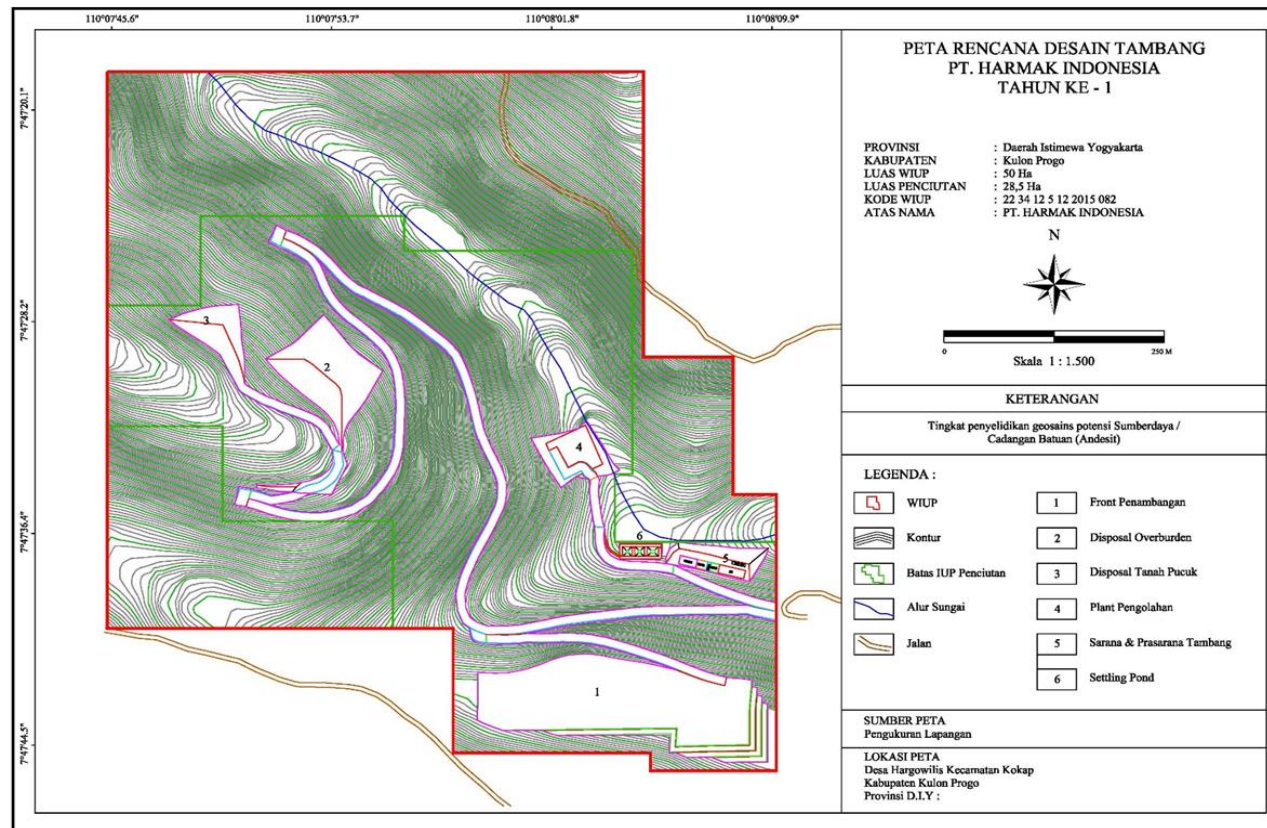 110°07'45.6"
110°07'53.7"
110°08'01.8"
110°08'09.9"
7°47'20.1"
7°47'28.2"
7°47'36.4"
7°47'44.5"
3
2
4
6
5
1
PETA RENCANA DESAIN TAMBANG
PT. HARMAK INDONESIA
TAHUN KE - 1
PROVINSI : Daerah Istimewa Yogyakarta
KABUPATEN : Kulon Progo
LUAS WIUP : 50 Ha
LUAS PENCIUTAN : 28,5 Ha
KODE WIUP : 22 34 12 5 12 2015 082
ATAS NAMA : PT. HARMAK INDONESIA
N
0 250 M
Skala 1 : 1.500
KETERANGAN
Tingkat penyelidikan geosains potensi Sumberdaya /
Cadangan Batuan (Andesit)
LEGENDA :
WIUP
Kontur
Batas IUP Penciutan
Alur Sungai
Jalan
1 Front Penambangan
2 Disposal Overburden
3 Disposal Tanah Pucuk
4 Plant Pengolahan
5 Sarana & Prasarana Tambang
6 Settling Pond
SUMBER PETA
Pengukuran Lapangan
LOKASI PETA
Desa Hargowilis Kecamatan Kokap
Kabupaten Kulon Progo
Provinsi D.I.Y :